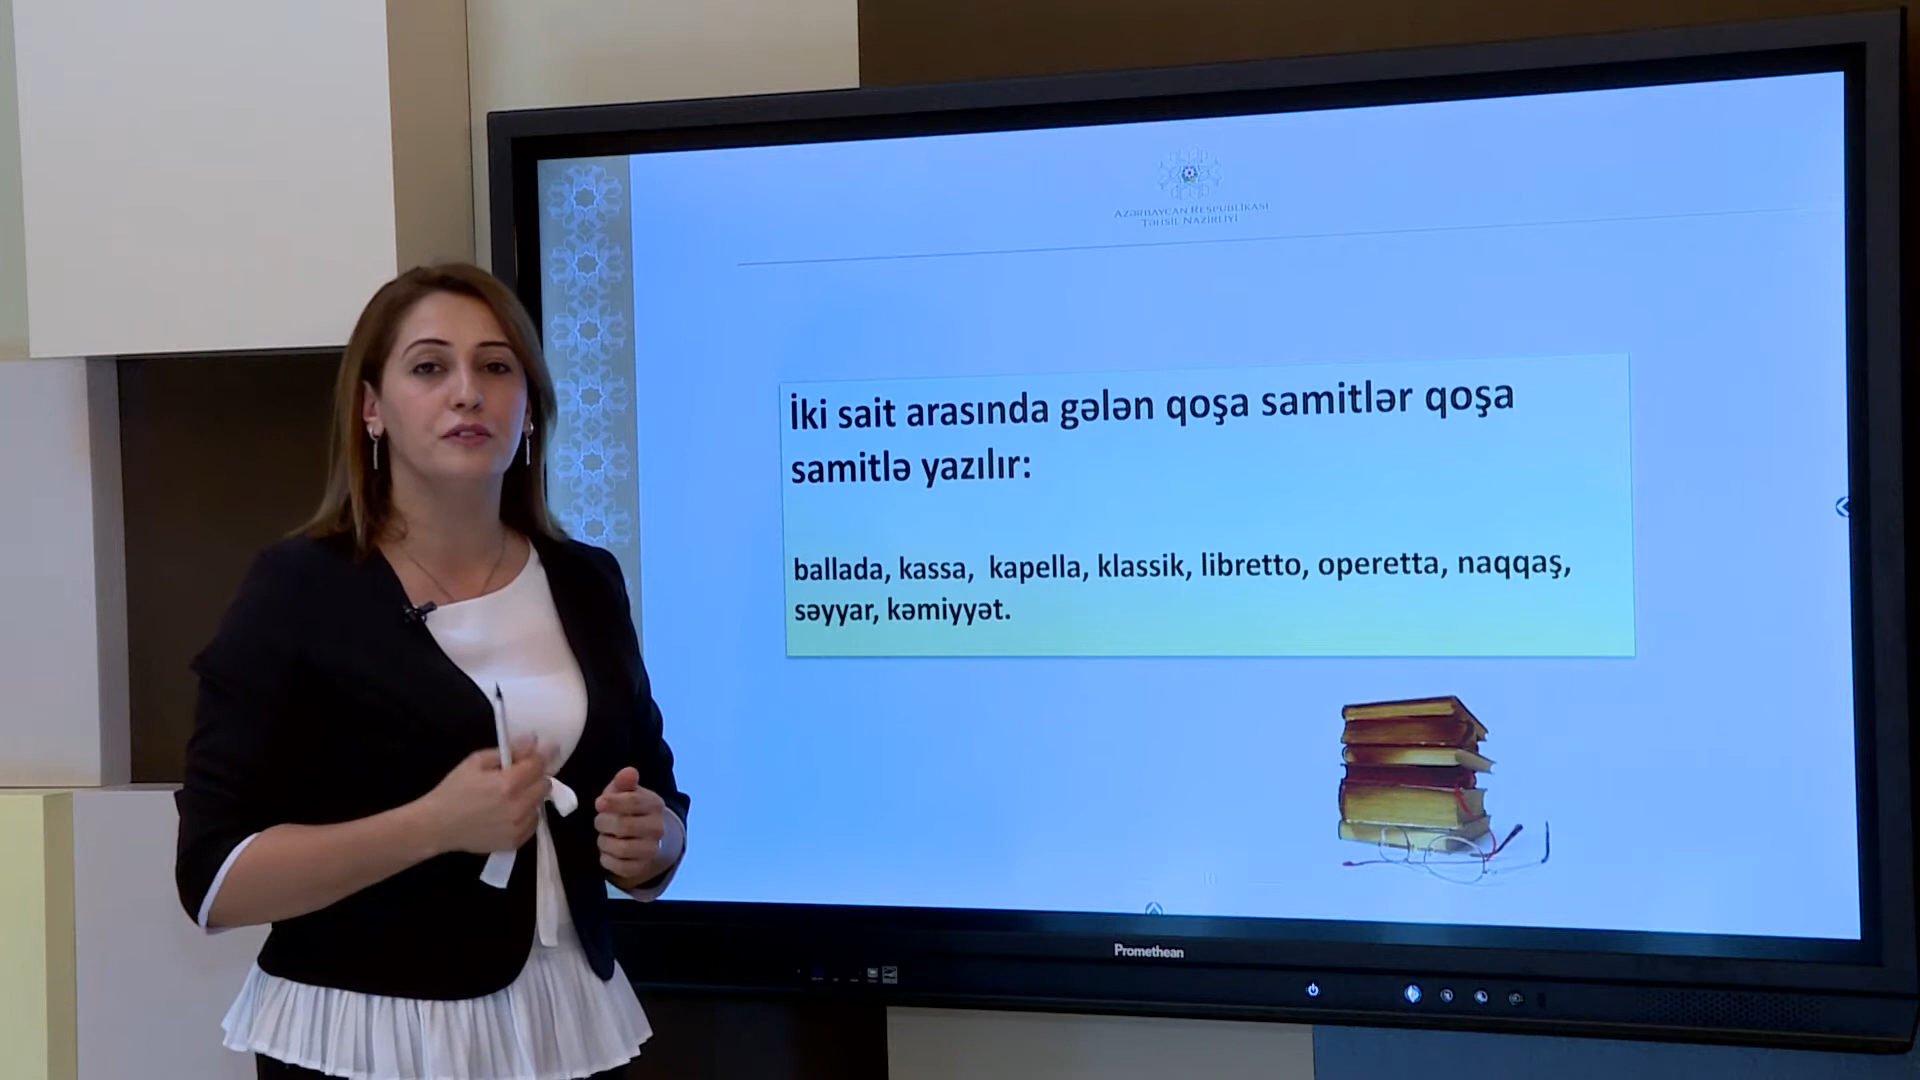 AZƏRBAYCAN RESPUBLİKASI
TƏHSİL NAZİRLİYİ
İki sait arasında gələn qoşa samitlər qoşa
samitlə yazılır:
ballada, kassa, kapella, klassik, libretto, operetta, naqqaş,
səyyar, kəmiyyət.
Promethean